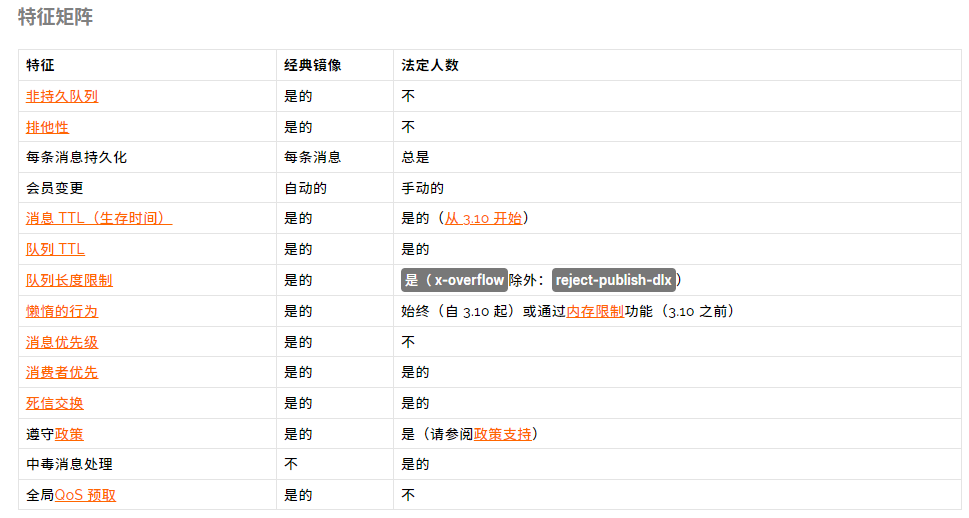 特征矩阵
特征 经典镜像 法定人数
非持久队列 是的 不
排他性 是的 不
每条消息持久化 每条消息 总是
会员变更 自动的 手动的
消息 TTL（生存时间） 是的 是的（从 3.10 开始）
队列 TTL 是的 是的
队列长度限制 是的 是（ x-overflow除外：reject-publish-dlx）
懒惰的行为 是的 始终（自 3.10 起）或通过内存限制功能（3.10 之前）
消息优先级 是的 不
消费者优先 是的 是的
死信交换 是的 是的
遵守政策 是的 是（请参阅政策支持）
中毒消息处理 不 是的
全局QoS 预取 是的 不